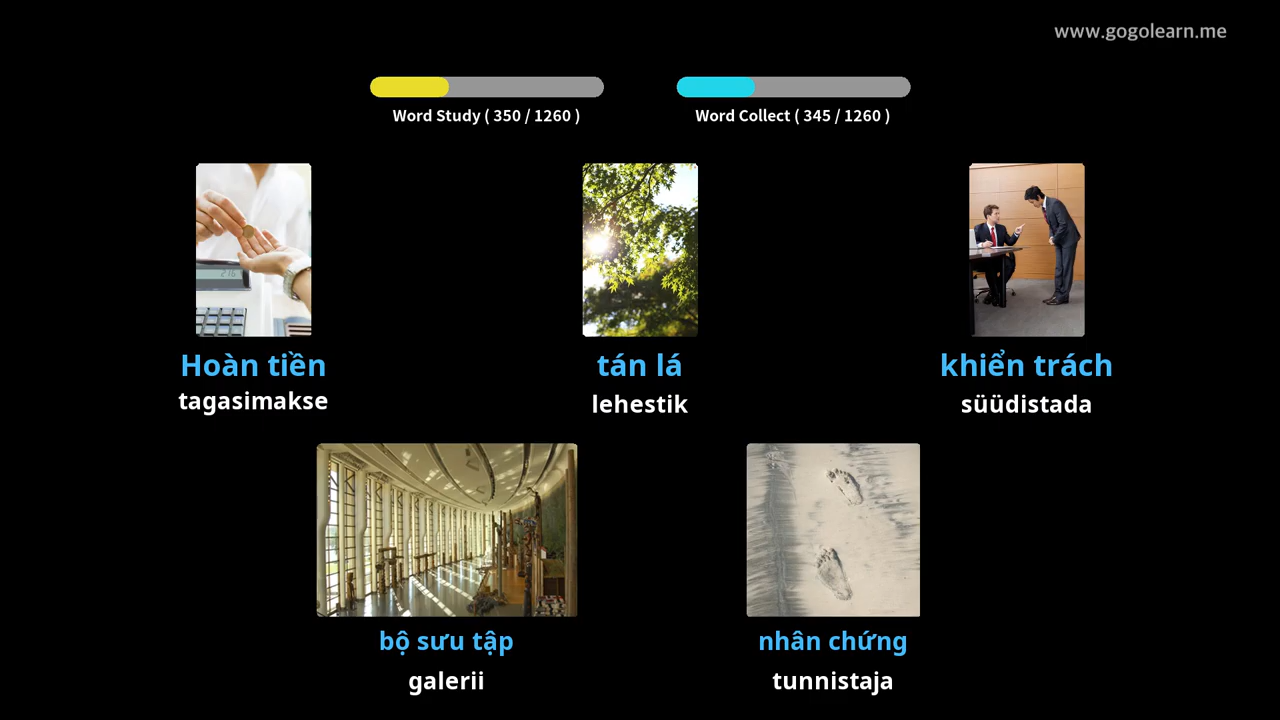 www.gogolearn.me
Word Study ( 350 / 1260 )
Word Collect ( 345 / 1260 )
Hoàn tiền
tagasimakse
tán lá
lehestik
khiển trách
süüdistada
bộ sưu tập
galerii
nhân chứng
tunnistaja